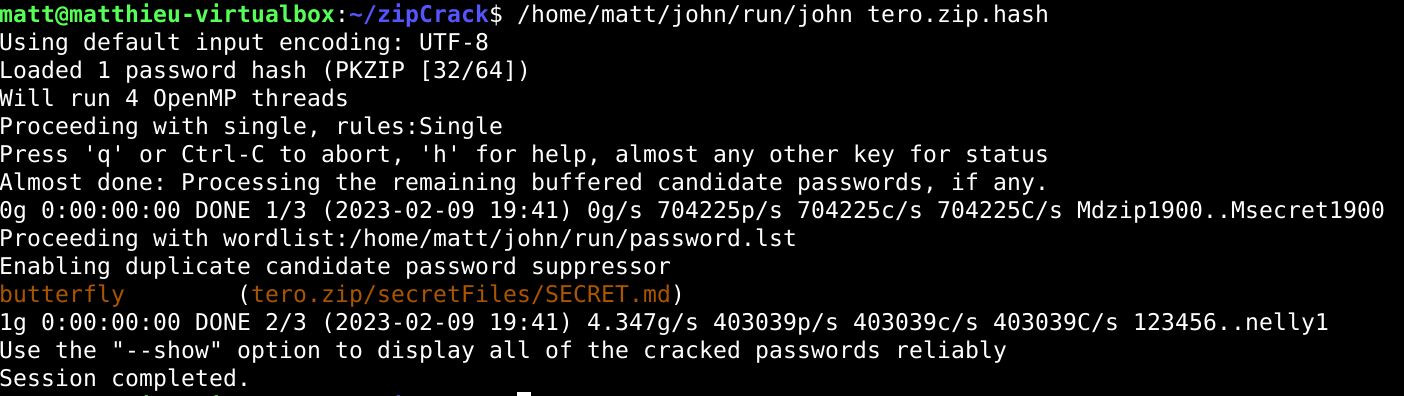 matt@matthieu-virtualbox:~/zipCrack$ /home/matt/john/run/john tero.zip.hash
Using default input encoding: UTF-8
Loaded 1 password hash (PKZIP [32/64])
Will run 4 OpenMP threads
Proceeding with single, rules:Single
Press 'q' or Ctrl-C to abort, 'h' for help, almost any other key for status
Almost done: Processing the remaining buffered candidate passwords, if any.
0g 0:00:00:00 DONE 1/3 (2023-02-09 19:41) 0g/s 704225p/s 704225c/s 704225C/s Mdzip1900..Msecret1900
Proceeding with wordlist:/home/matt/john/run/password.lst
Enabling duplicate candidate password suppressor
butterfly        (tero.zip/secretFiles/SECRET.md)
1g 0:00:00:00 DONE 2/3 (2023-02-09 19:41) 4.347g/s 403039p/s 403039c/s 403039C/s 123456..nelly1
Use the "--show" option to display all of the cracked passwords reliably
Session completed.